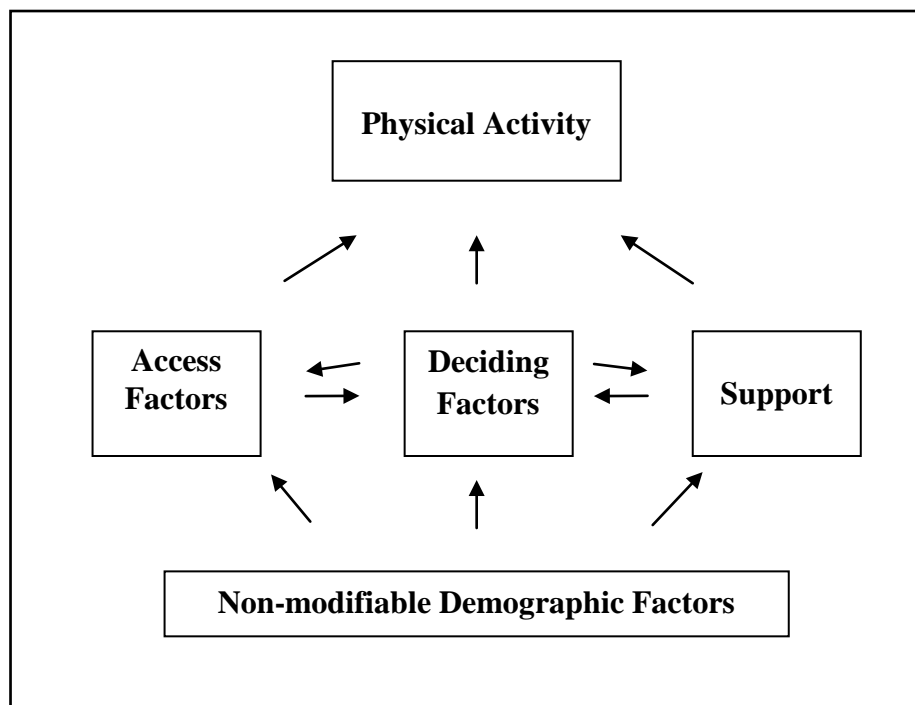 Physical Activity
Access
Factors
Deciding
Factors
Support
Non-modifiable Demographic Factors